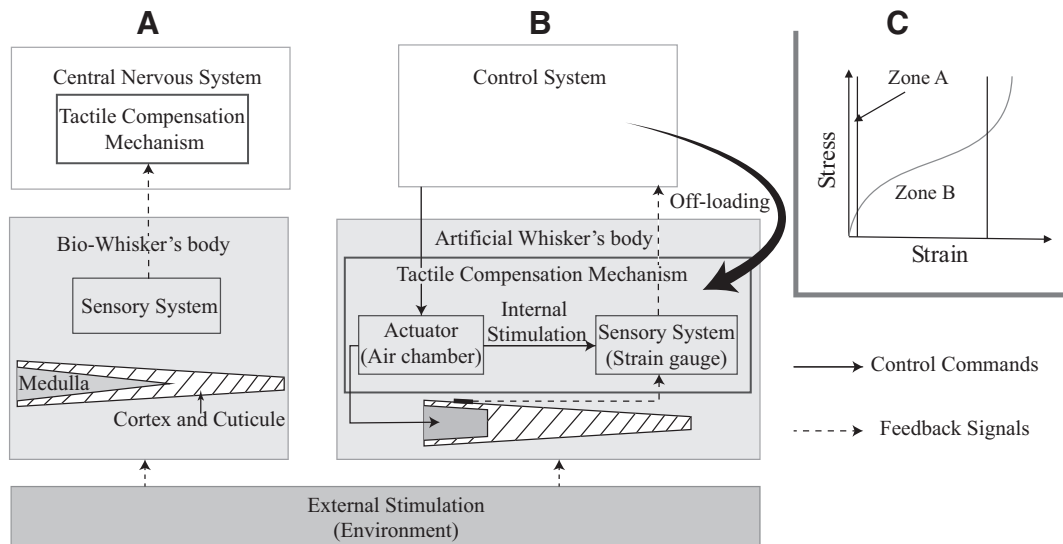 A
Central Nervous System
Tactile Compensation
Mechanism
Bio-Whisker's body
Sensory System
Medulla
Cortex and Cuticule
B
Control System
Off-loading
Artificial Whisker's body
Tactile Compensation Mechanism
Internal
Stimulation
Actuator
(Air chamber)
Sensory System
(Strain gauge)
External Stimulation
(Environment)
C
Zone A
Zone B
Stress
Strain
Control Commands
Feedback Signals